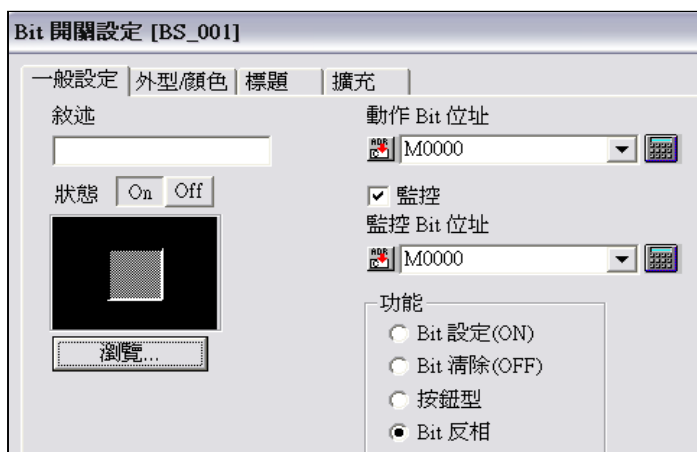 Bit 開關設定 [BS_001]
一般設定 外型/顏色 標題 擴充
敘述
動作 Bit 位址
M0000
狀態 On Off
監控
監控 Bit 位址
M0000
瀏覽...
功能
Bit 設定(ON)
Bit 清除(OFF)
按鈕型
Bit 反相